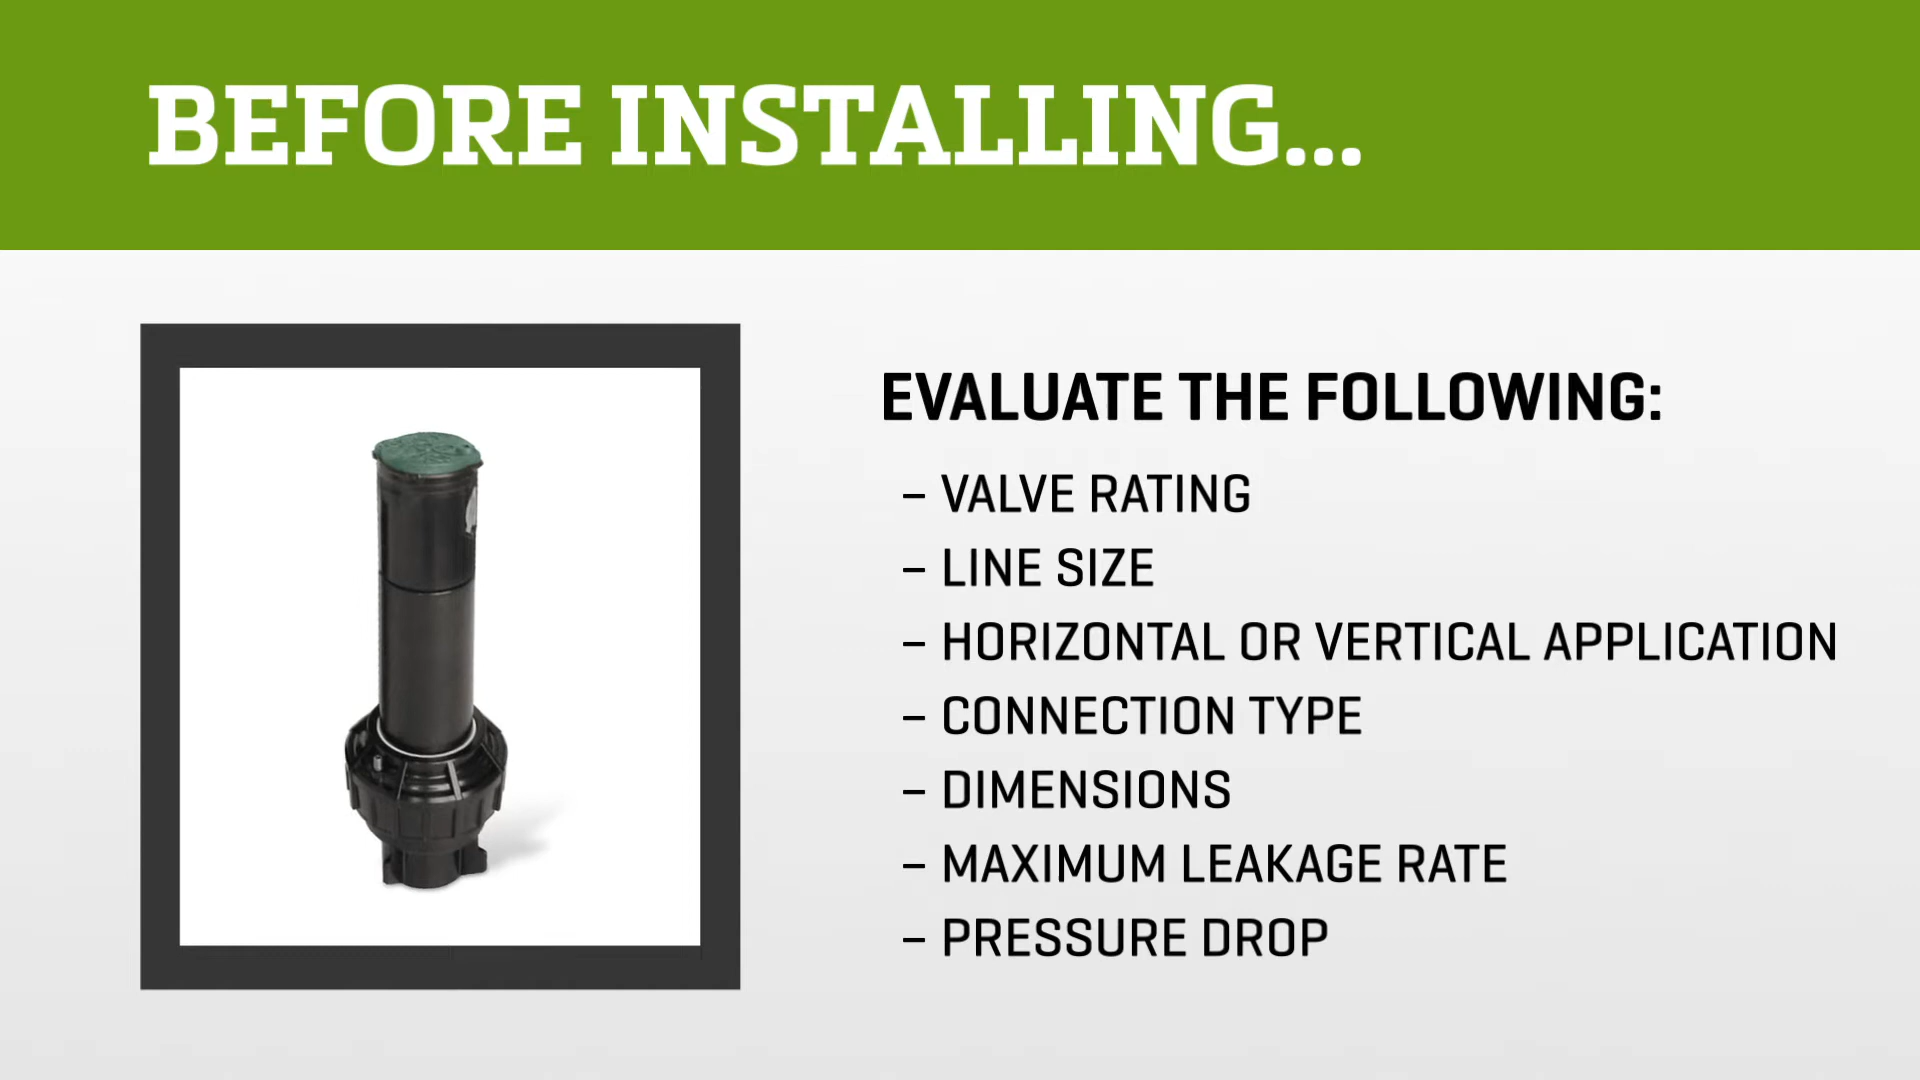 BEFORE INSTALLING...
EVALUATE THE FOLLOWING:
– VALVE RATING
– LINE SIZE
– HORIZONTAL OR VERTICAL APPLICATION
– CONNECTION TYPE
– DIMENSIONS
– MAXIMUM LEAKAGE RATE
– PRESSURE DROP